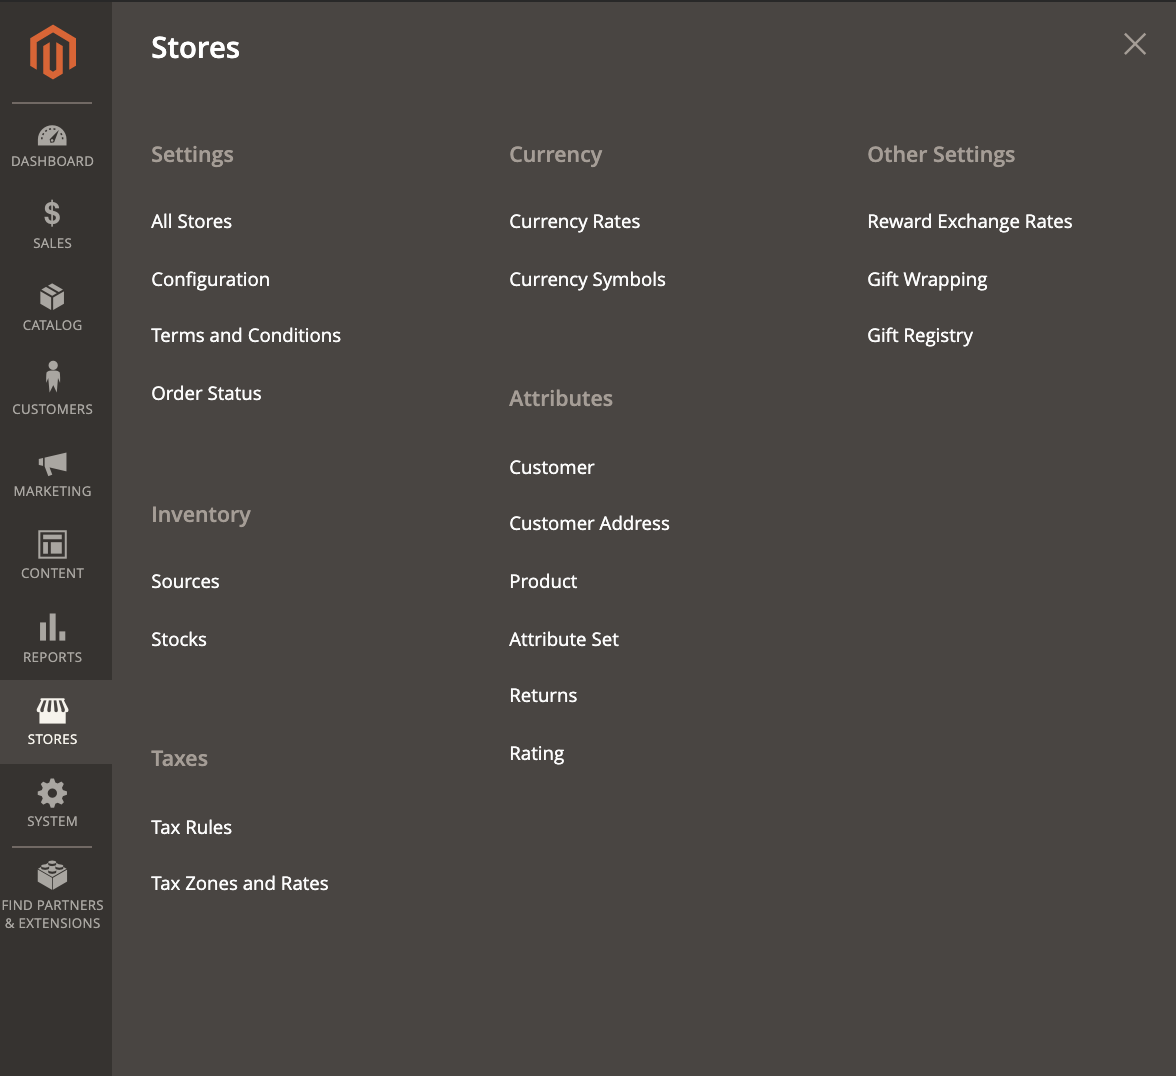 DASHBOARD
SALES
CATALOG
CUSTOMERS
MARKETING
CONTENT
REPORTS
STORES
SYSTEM
FIND PARTNERS
& EXTENSIONS
Stores
Settings
All Stores
Configuration
Terms and Conditions
Order Status
Inventory
Sources
Stocks
Taxes
Tax Rules
Tax Zones and Rates
Currency
Currency Rates
Currency Symbols
Attributes
Customer
Customer Address
Product
Attribute Set
Returns
Rating
Other Settings
Reward Exchange Rates
Gift Wrapping
Gift Registry